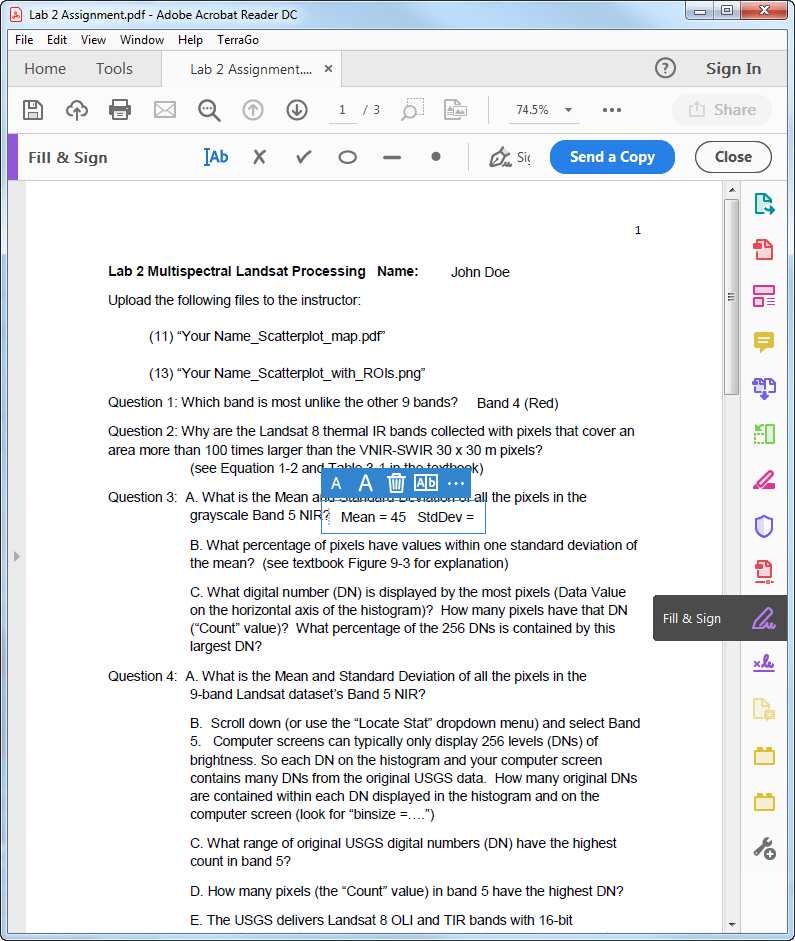 Lab 2 Assignment.pdf - Adobe Acrobat Reader DC
File Edit View Window Help TerraGo
Home Tools Lab 2 Assignment.... × ? Sign In
1 / 3 74.5% Share
Fill & Sign Ab Send a Copy Close
1
Lab 2 Multispectral Landsat Processing Name: John Doe
Upload the following files to the instructor:
(11) “Your Name_Scatterplot_map.pdf”
(13) “Your Name_Scatterplot_with_ROIs.png”
Question 1: Which band is most unlike the other 9 bands? Band 4 (Red)
Question 2: Why are the Landsat 8 thermal IR bands collected with pixels that cover an
area more than 100 times larger than the VNIR-SWIR 30 x 30 m pixels?
(see Equation 1-2 and Table 3-1 in the textbook)
A A Ab ...
Question 3: A. What is the Mean and Standard Deviation of all the pixels in the
grayscale Band 5 NIR? Mean = 45 StdDev =
B. What percentage of pixels have values within one standard deviation of
the mean? (see textbook Figure 9-3 for explanation)
C. What digital number (DN) is displayed by the most pixels (Data Value
on the horizontal axis of the histogram)? How many pixels have that DN
(“Count” value)? What percentage of the 256 DNs is contained by this
largest DN?
Fill & Sign
Question 4: A. What is the Mean and Standard Deviation of all the pixels in the
9-band Landsat dataset’s Band 5 NIR?
B. Scroll down (or use the “Locate Stat” dropdown menu) and select Band
5. Computer screens can typically only display 256 levels (DNs) of
brightness. So each DN on the histogram and your computer screen
contains many DNs from the original USGS data. How many original DNs
are contained within each DN displayed in the histogram and on the
computer screen (look for “binsize =….”)
C. What range of original USGS digital numbers (DN) have the highest
count in band 5?
D. How many pixels (the “Count” value) in band 5 have the highest DN?
E. The USGS delivers Landsat 8 OLI and TIR bands with 16-bit